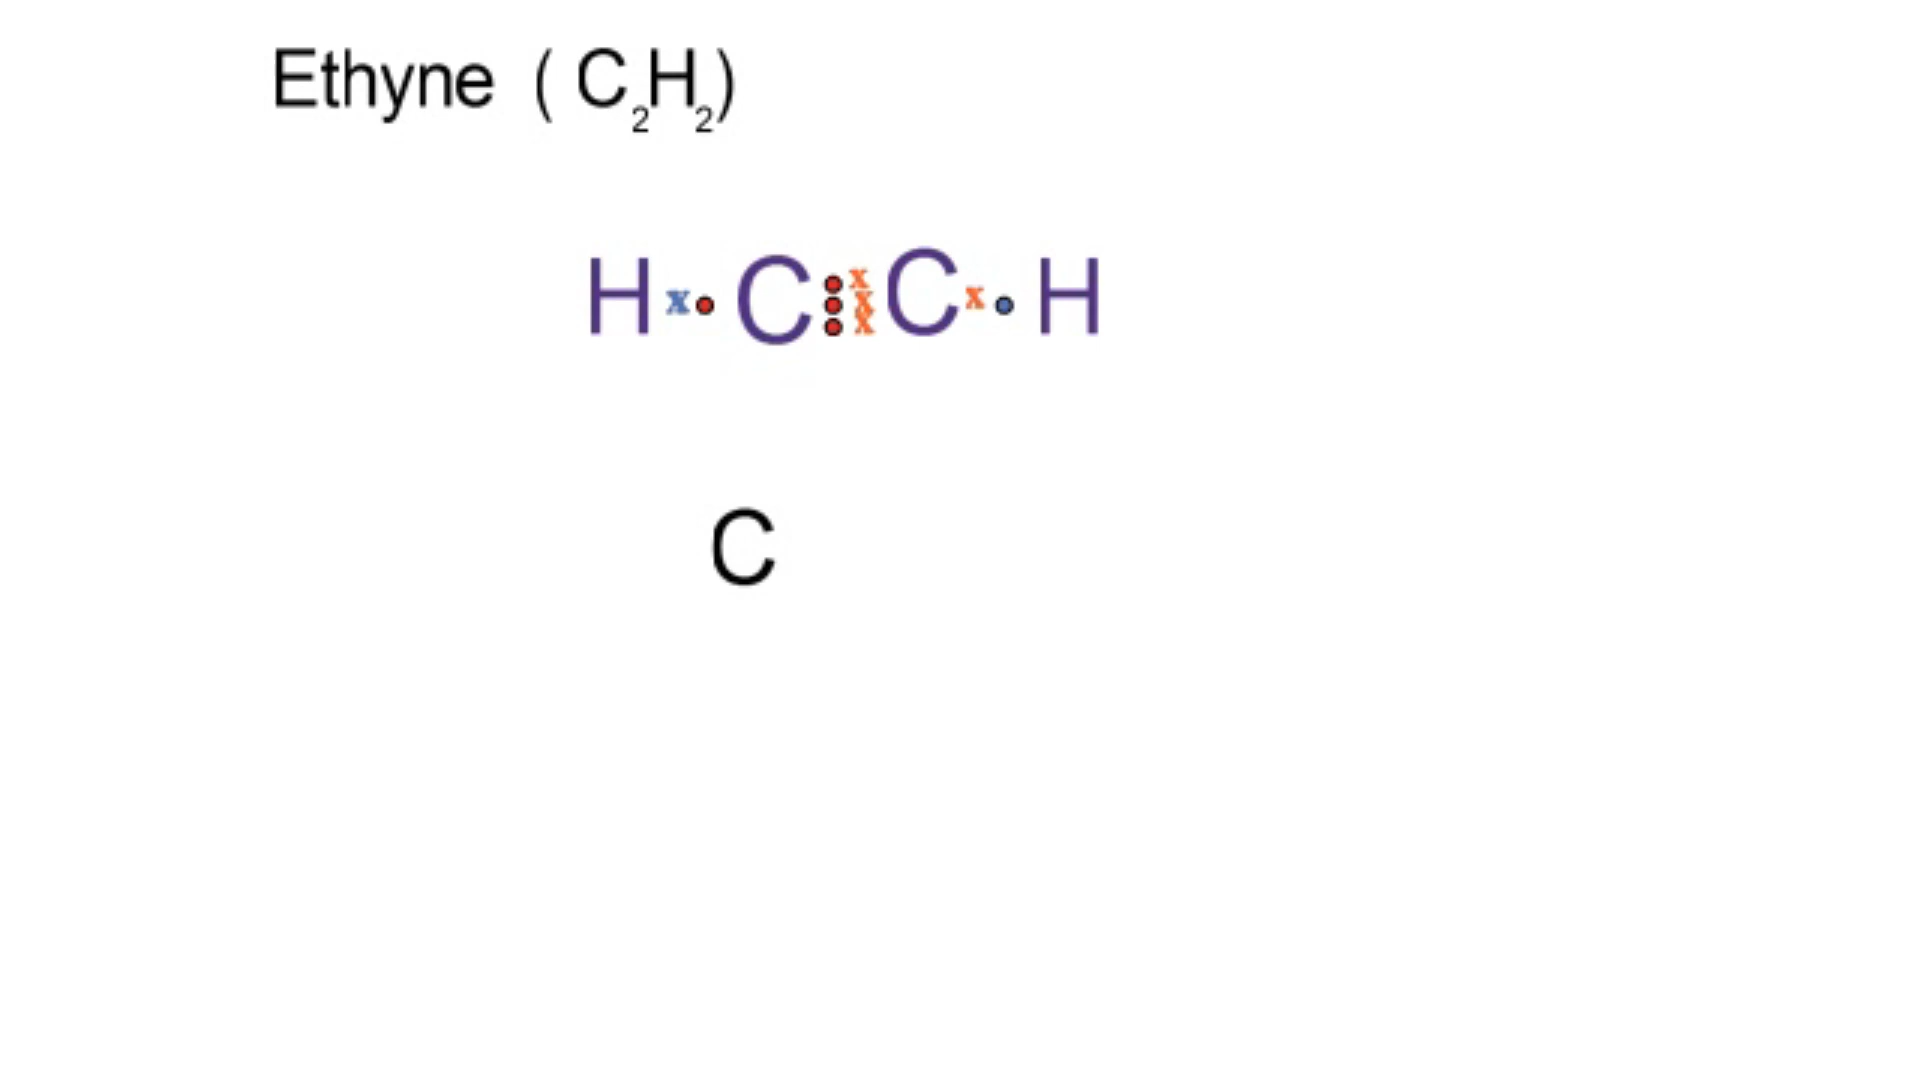 Ethyne ( C₂H₂)
H x• C ⋮xxx C x• H
C